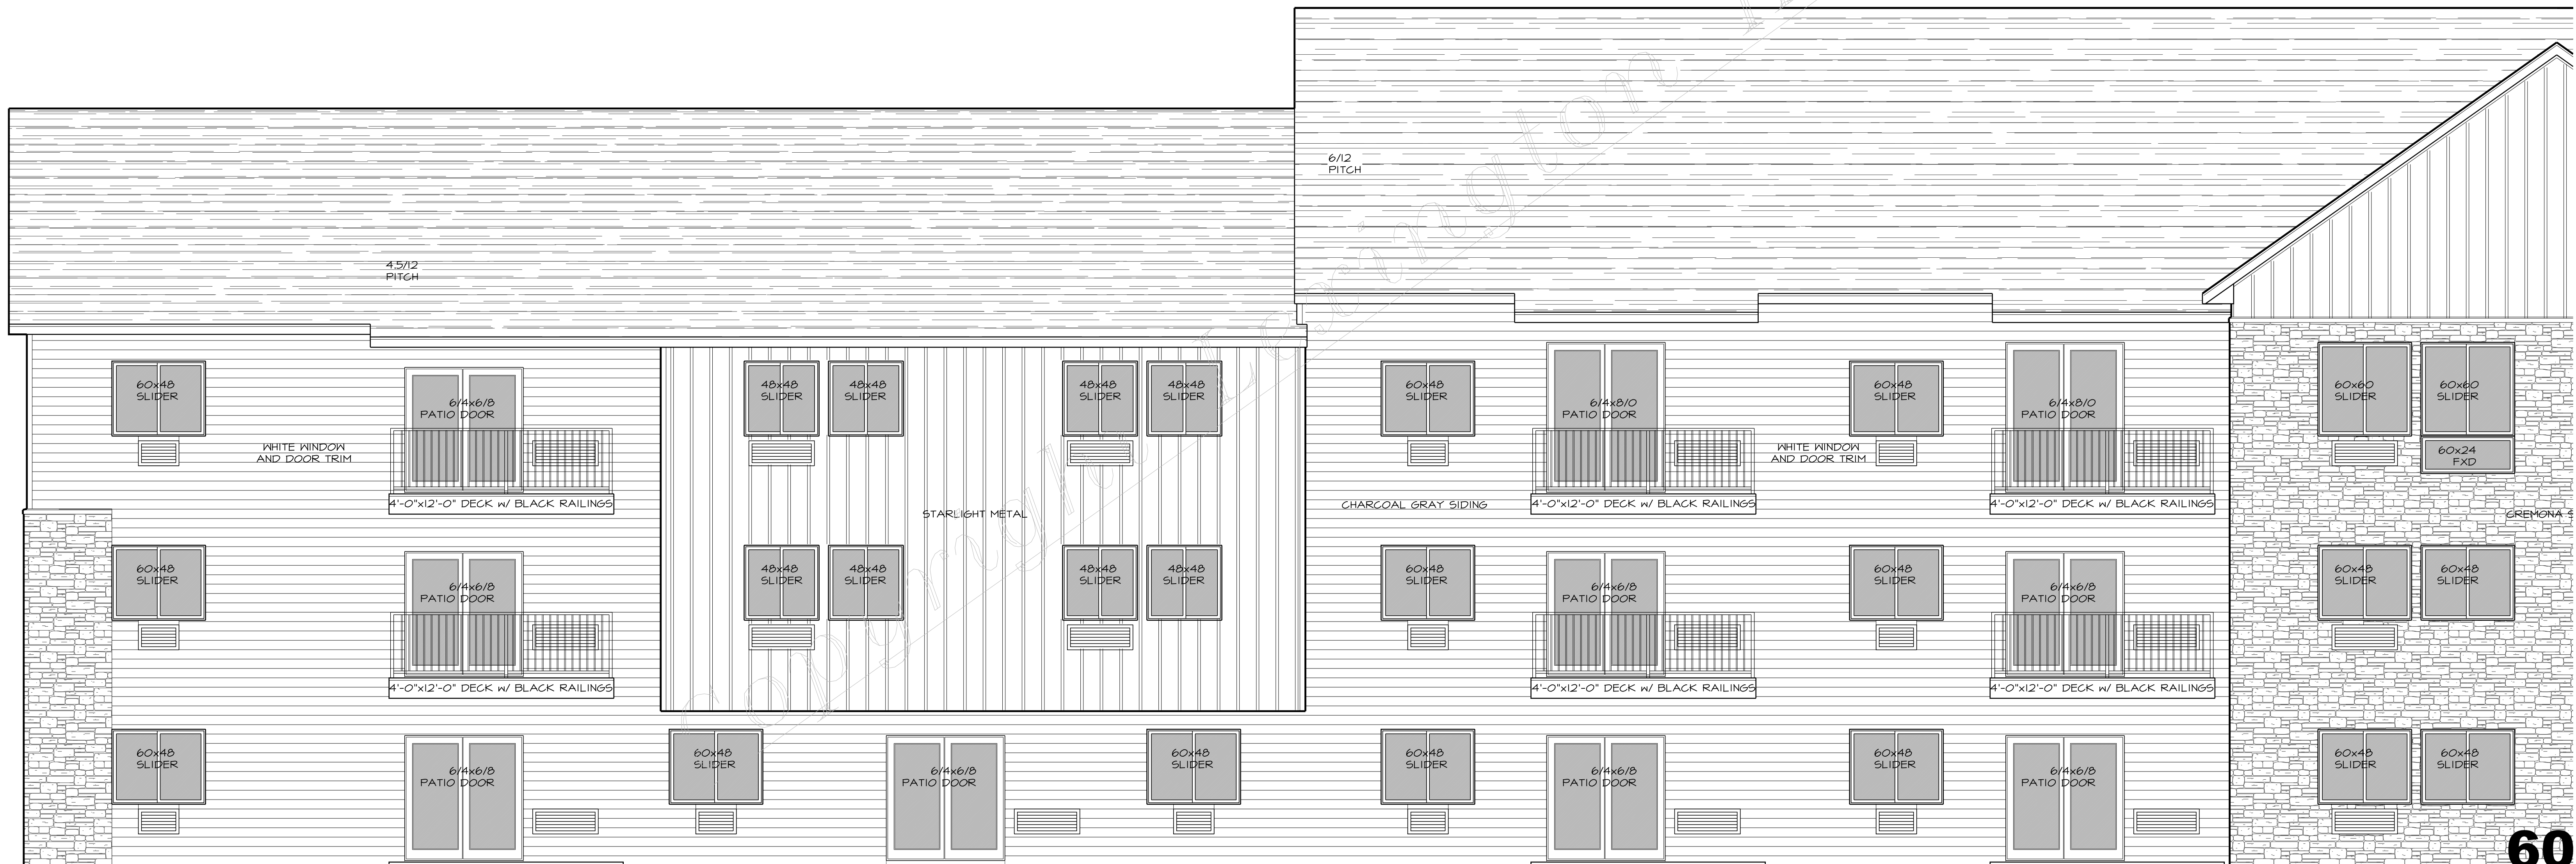 6/12
PITCH
4.5/12
PITCH
60x48
SLIDER
6/4x6/8
PATIO DOOR
48x48
SLIDER
48x48
SLIDER
48x48
SLIDER
48x48
SLIDER
60x48
SLIDER
6/4x8/0
PATIO DOOR
60x48
SLIDER
6/4x8/0
PATIO DOOR
60x60
SLIDER
60x60
SLIDER
WHITE WINDOW
AND DOOR TRIM
WHITE WINDOW
AND DOOR TRIM
60x24
FXD
4'-0"x12'-0" DECK w/ BLACK RAILINGS
STARLIGHT METAL
CHARCOAL GRAY SIDING
4'-0"x12'-0" DECK w/ BLACK RAILINGS
4'-0"x12'-0" DECK w/ BLACK RAILINGS
CREMONA S
60x48
SLIDER
6/4x6/8
PATIO DOOR
48x48
SLIDER
48x48
SLIDER
48x48
SLIDER
48x48
SLIDER
60x48
SLIDER
6/4x6/8
PATIO DOOR
60x48
SLIDER
6/4x6/8
PATIO DOOR
60x48
SLIDER
60x48
SLIDER
4'-0"x12'-0" DECK w/ BLACK RAILINGS
4'-0"x12'-0" DECK w/ BLACK RAILINGS
4'-0"x12'-0" DECK w/ BLACK RAILINGS
60x48
SLIDER
6/4x6/8
PATIO DOOR
60x48
SLIDER
6/4x6/8
PATIO DOOR
60x48
SLIDER
60x48
SLIDER
6/4x6/8
PATIO DOOR
60x48
SLIDER
6/4x6/8
PATIO DOOR
60x48
SLIDER
60x48
SLIDER
60
Copyright Lexington